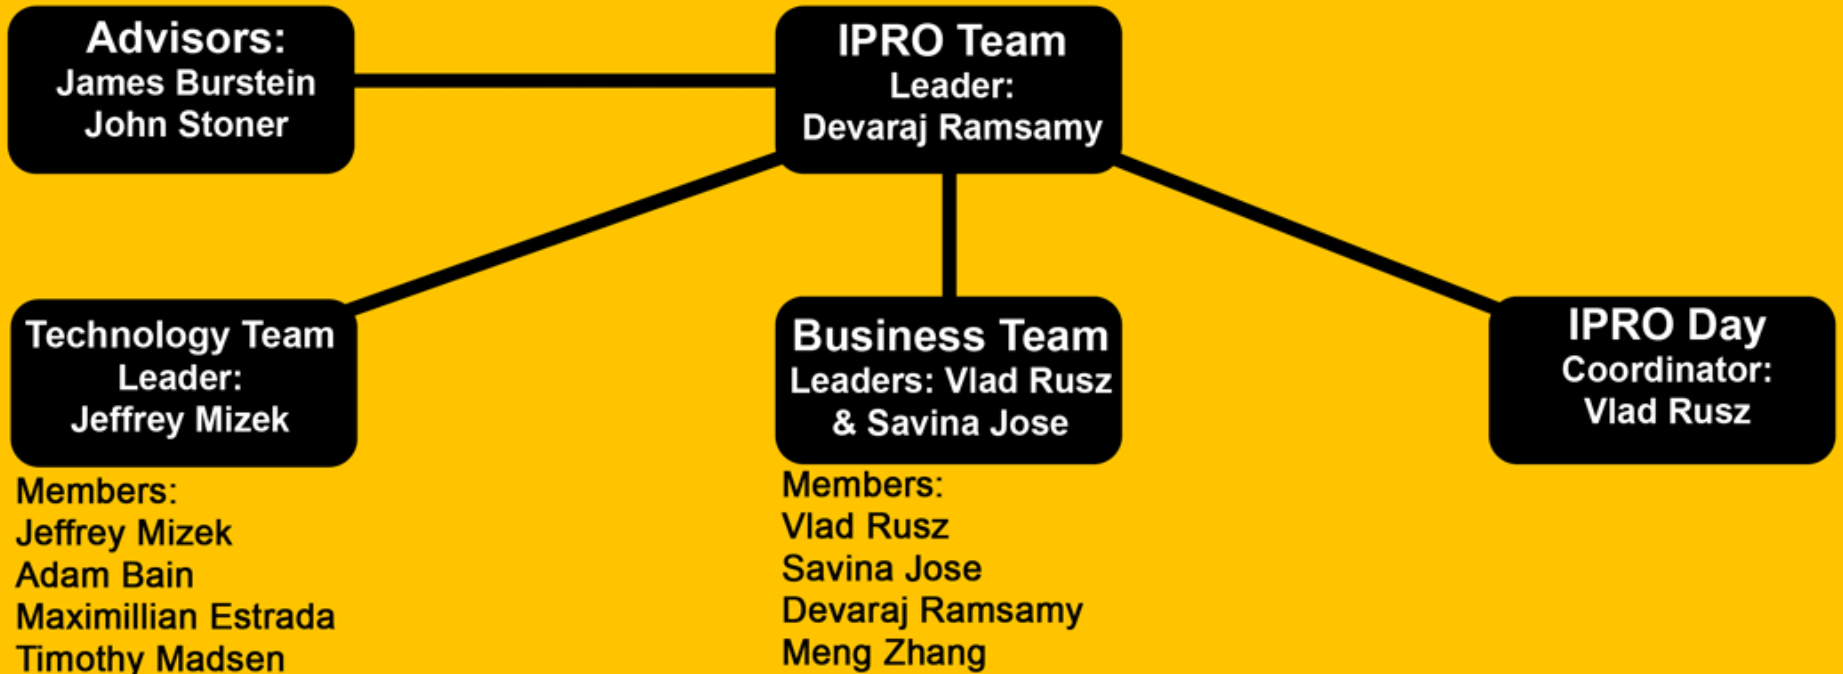 Advisors:
James Burstein
John Stoner
IPRO Team
Leader:
Devaraj Ramsamy
Technology Team
Leader:
Jeffrey Mizek
Members:
Jeffrey Mizek
Adam Bain
Maximillian Estrada
Timothy Madsen
Business Team
Leaders: Vlad Rusz
& Savina Jose
Members:
Vlad Rusz
Savina Jose
Devaraj Ramsamy
Meng Zhang
IPRO Day
Coordinator:
Vlad Rusz